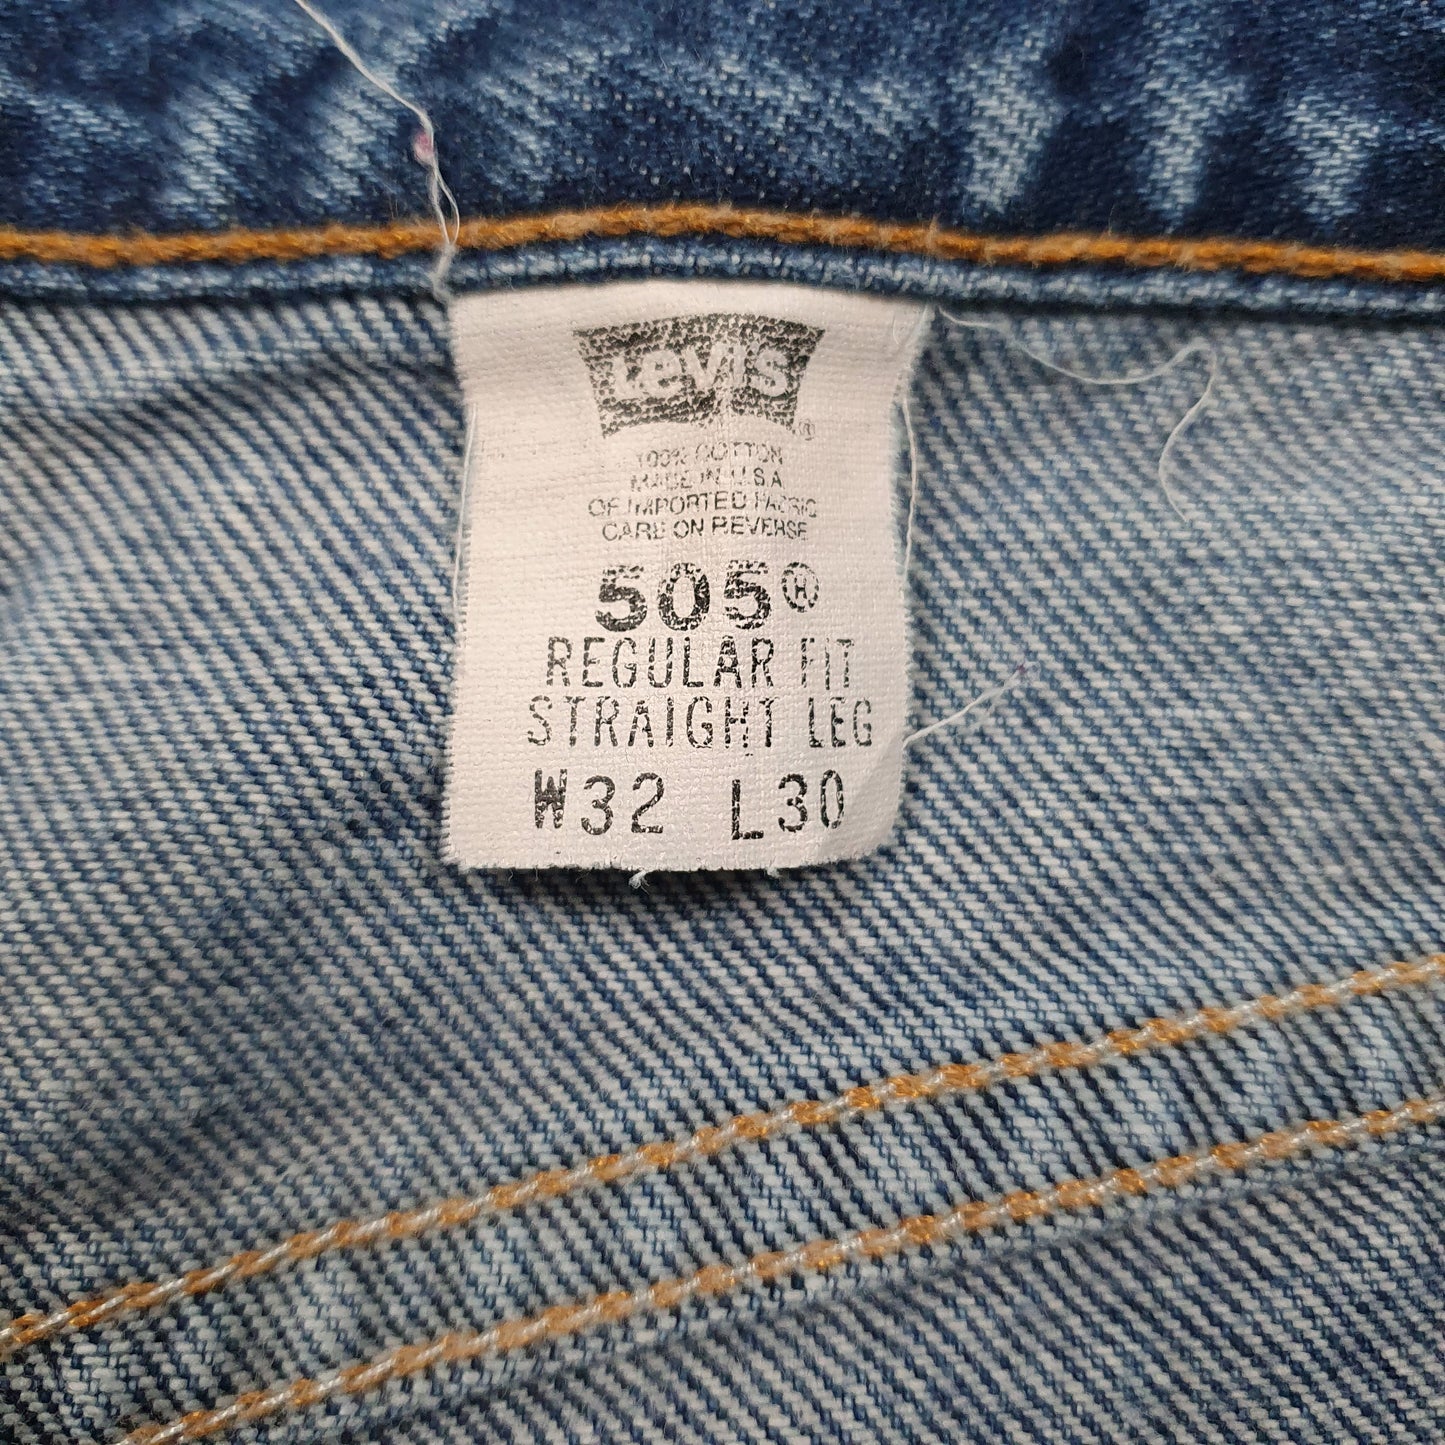 Levi's®
100% COTTON
MADE IN U.S.A
OF IMPORTED FABRIC
CARE ON REVERSE
505®
REGULAR FIT
STRAIGHT LEG
W32 L30